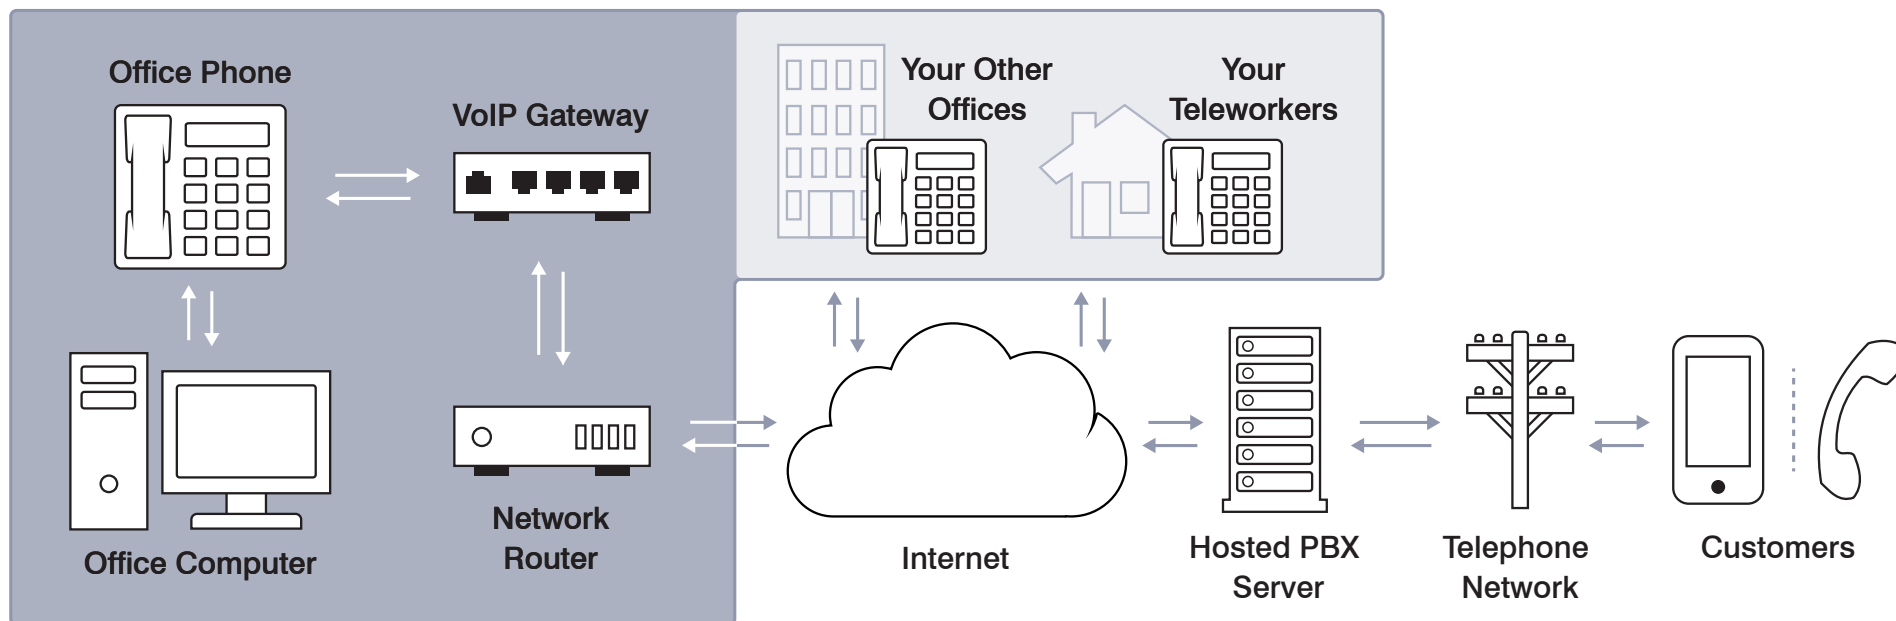 Office Phone
VoIP Gateway
Your Other
Offices
Your
Teleworkers
Office Computer
Network
Router
Internet
Hosted PBX
Server
Telephone
Network
Customers